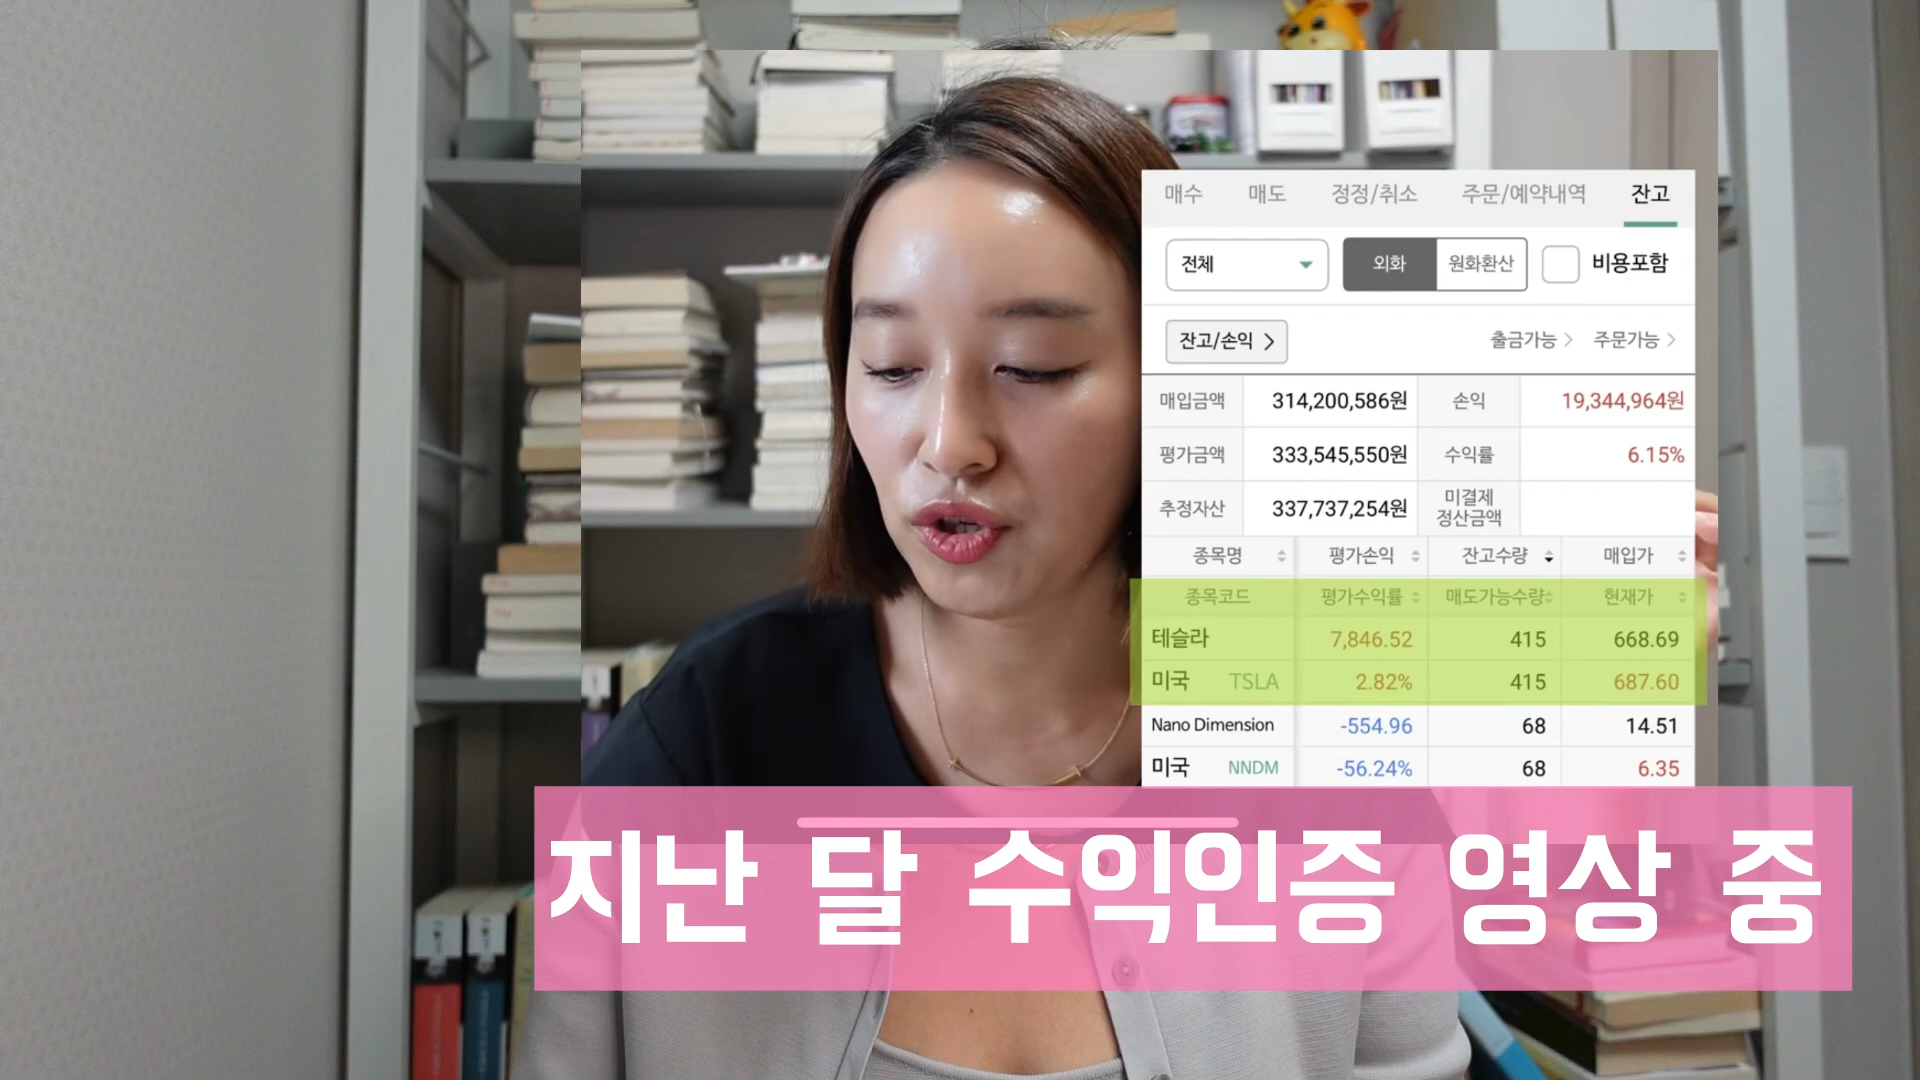 매수 매도 정정/취소 주문/예약내역 잔고
전체 외화 원화환산 비용포함
잔고/손익 > 출금가능 > 주문가능 >
매입금액 314,200,586원 손익 19,344,964원
평가금액 333,545,550원 수익률 6.15%
추정자산 337,737,254원 미결제
정산금액
종목명 평가손익 잔고수량 매입가
종목코드 평가수익률 매도가능수량 현재가
테슬라 7,846.52 415 668.69
미국 TSLA 2.82% 415 687.60
Nano Dimension -554.96 68 14.51
미국 NNDM -56.24% 68 6.35
지난 달 수익인증 영상 중